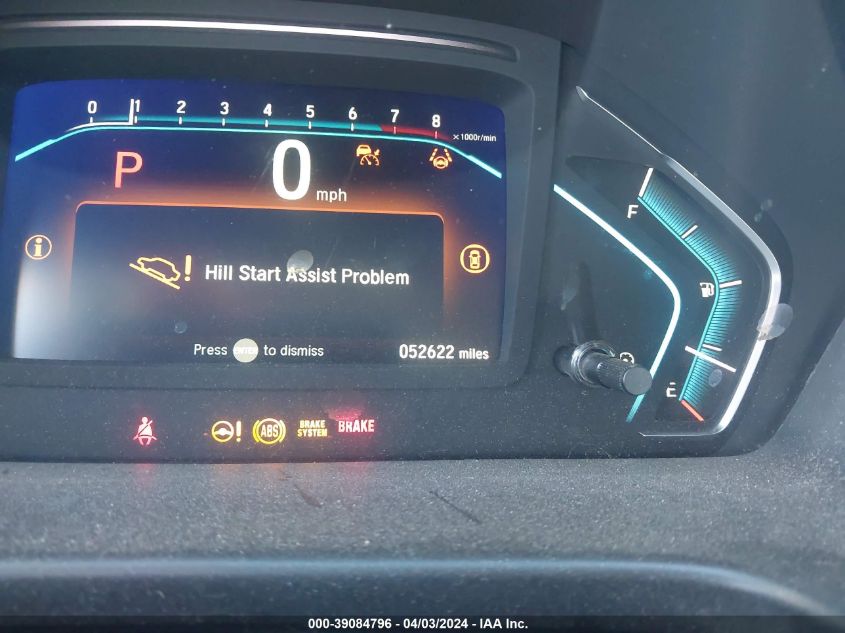 0 1 2 3 4 5 6 7 8
×1000r/min
P 0 mph
F
i
! Hill Start Assist Problem
Press ENTER to dismiss
052622 miles
E
! ABS BRAKE SYSTEM BRAKE
000-39084796 - 04/03/2024 - IAA Inc.